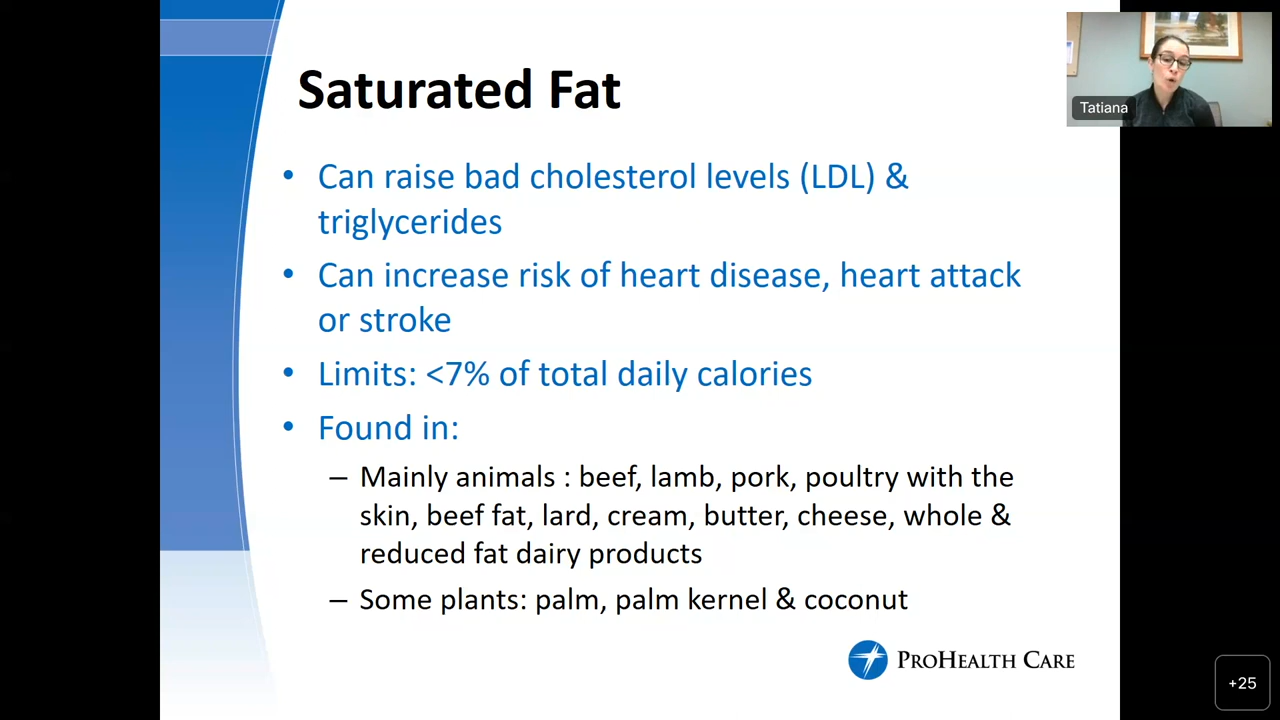 Saturated Fat
Tatiana
• Can raise bad cholesterol levels (LDL) &
triglycerides
• Can increase risk of heart disease, heart attack
or stroke
• Limits: <7% of total daily calories
• Found in:
– Mainly animals : beef, lamb, pork, poultry with the
skin, beef fat, lard, cream, butter, cheese, whole &
reduced fat dairy products
– Some plants: palm, palm kernel & coconut
PROHEALTH CARE
+25